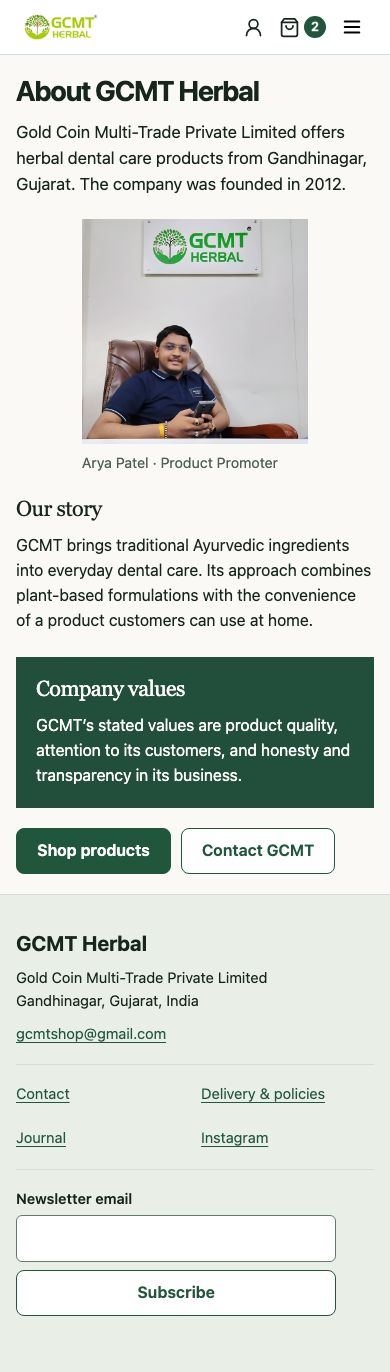 GCMT
HERBAL
2
About GCMT Herbal
Gold Coin Multi-Trade Private Limited offers
herbal dental care products from Gandhinagar,
Gujarat. The company was founded in 2012.
GCMT
HERBAL
Arya Patel · Product Promoter
Our story
GCMT brings traditional Ayurvedic ingredients
into everyday dental care. Its approach combines
plant-based formulations with the convenience
of a product customers can use at home.
Company values
GCMT’s stated values are product quality,
attention to its customers, and honesty and
transparency in its business.
Shop products
Contact GCMT
GCMT Herbal
Gold Coin Multi-Trade Private Limited
Gandhinagar, Gujarat, India
gcmtshop@gmail.com
Contact
Delivery & policies
Journal
Instagram
Newsletter email
Subscribe